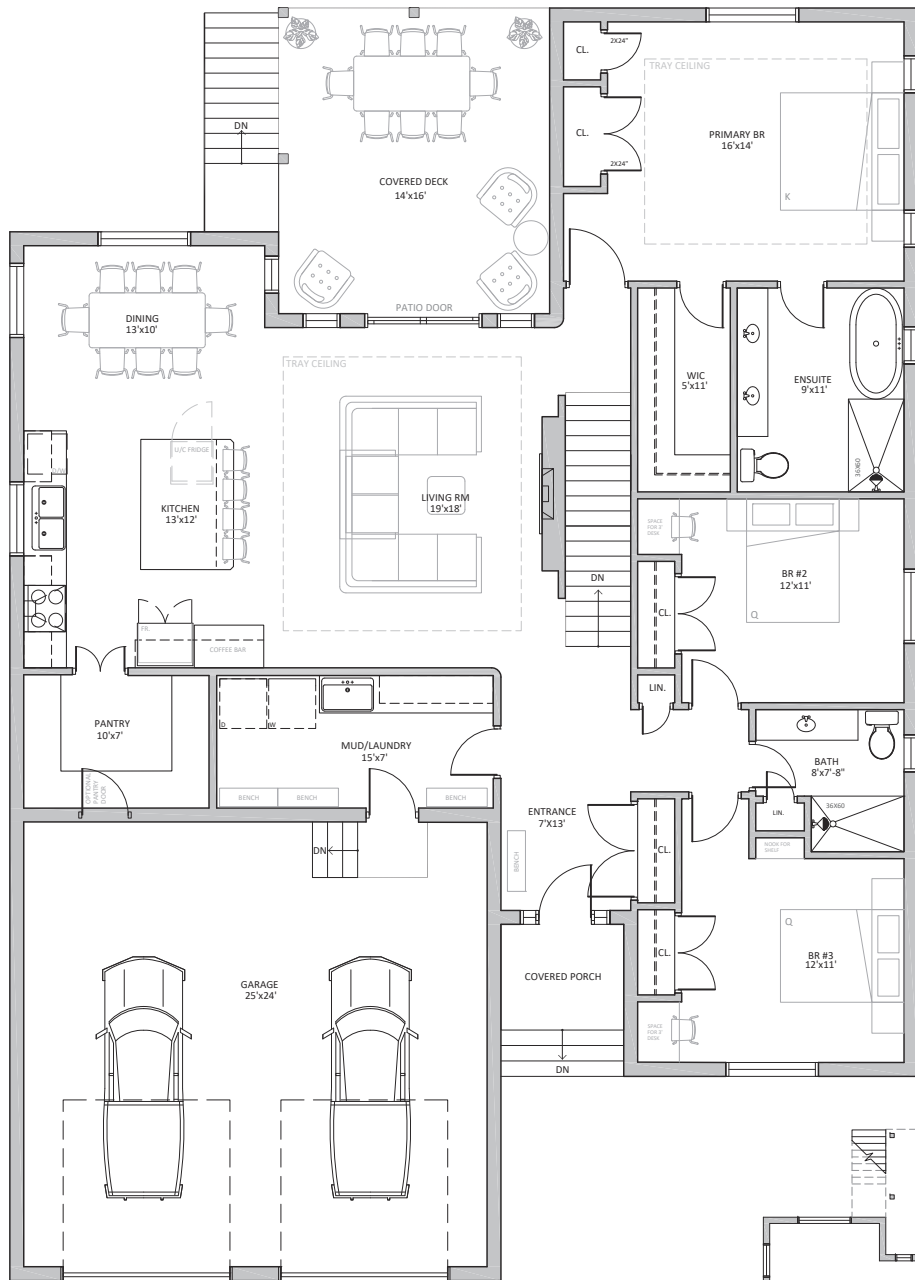 CL.
2X24"
TRAY CEILING
DN
PRIMARY BR
16'x14'
CL.
2X24"
K
COVERED DECK
14'x16'
PATIO DOOR
DINING
13'x10'
TRAY CEILING
WIC
5'x11'
ENSUITE
9'x11'
36X60
U/C FRIDGE
D/W
KITCHEN
13'x12'
LIVING RM
19'x18'
SPACE
FOR 3'
DESK
BR #2
12'x11'
Q
DN
CL.
FR.
COFFEE BAR
LIN.
PANTRY
10'x7'
OPTIONAL
PANTRY
DOOR
D
W
MUD/LAUNDRY
15'x7'
BENCH
BENCH
BENCH
BATH
8'x7'-8"
LIN.
36X60
ENTRANCE
7'X13'
BENCH
CL.
NOOK FOR
SHELF
DN
CL.
Q
BR #3
12'x11'
COVERED PORCH
SPACE
FOR 3'
DESK
DN
GARAGE
25'x24'